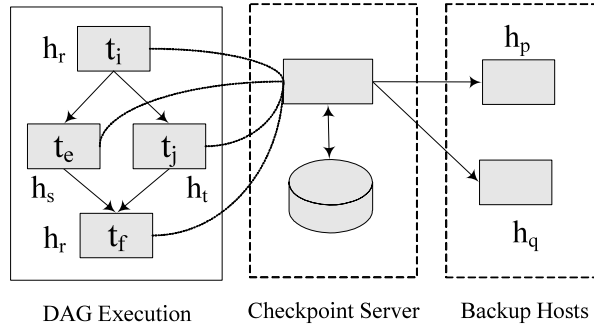 h_r t_i
h_p
t_e t_j
h_s h_t
h_r t_f
h_q
DAG Execution Checkpoint Server Backup Hosts